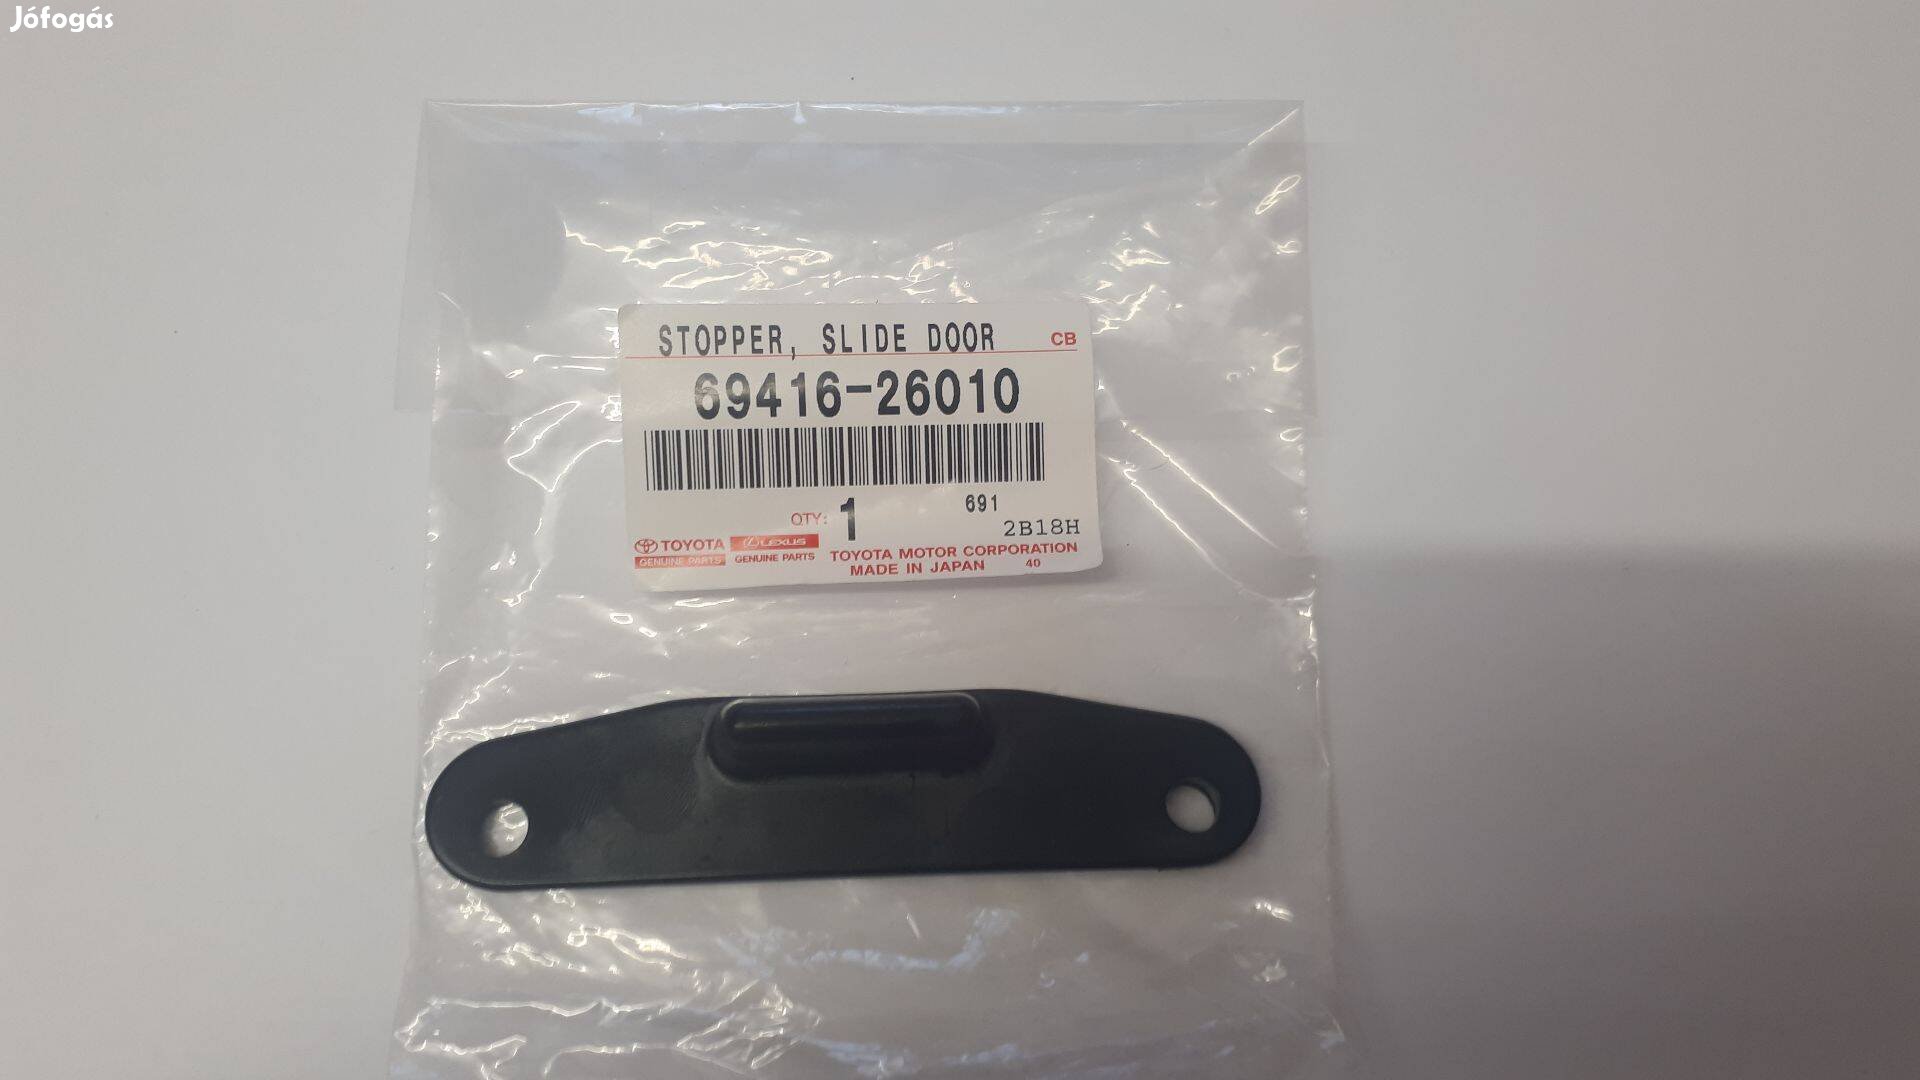 Jófogás
STOPPER, SLIDE DOOR CB
69416-26010
QTY: 1 691
2B18H
TOYOTA LEXUS TOYOTA MOTOR CORPORATION
GENUINE PARTS GENUINE PARTS MADE IN JAPAN 40